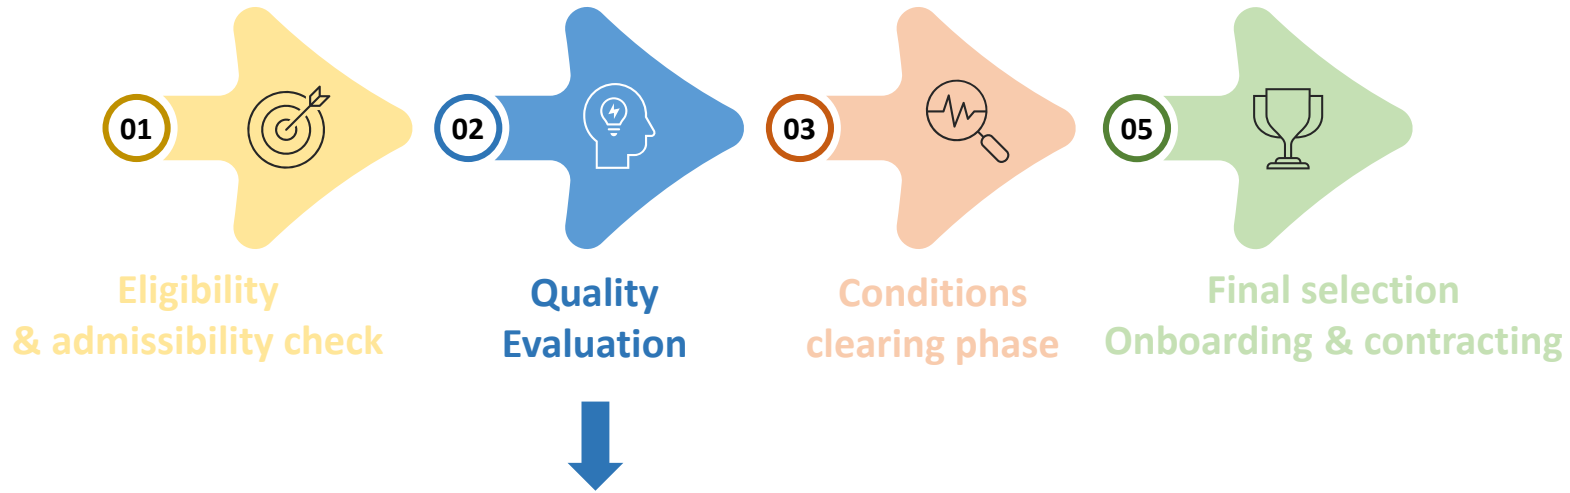 01
02
03
05
Eligibility
& admissibility check
Quality
Evaluation
Conditions
clearing phase
Final selection
Onboarding & contracting